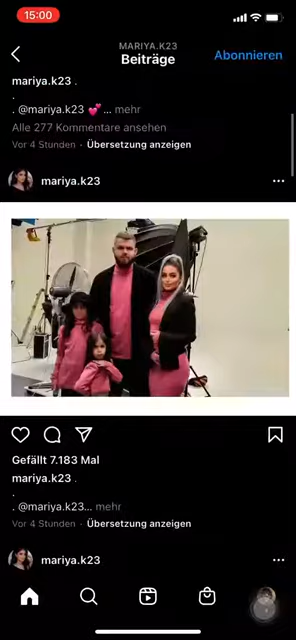 15:00
MARIYA.K23
Beiträge
Abonnieren
mariya.k23 .
.
. @mariya.k23 💕 ... mehr
Alle 277 Kommentare ansehen
Vor 4 Stunden · Übersetzung anzeigen
mariya.k23
Gefällt 7.183 Mal
mariya.k23 .
.
. @mariya.k23... mehr
Vor 4 Stunden · Übersetzung anzeigen
mariya.k23